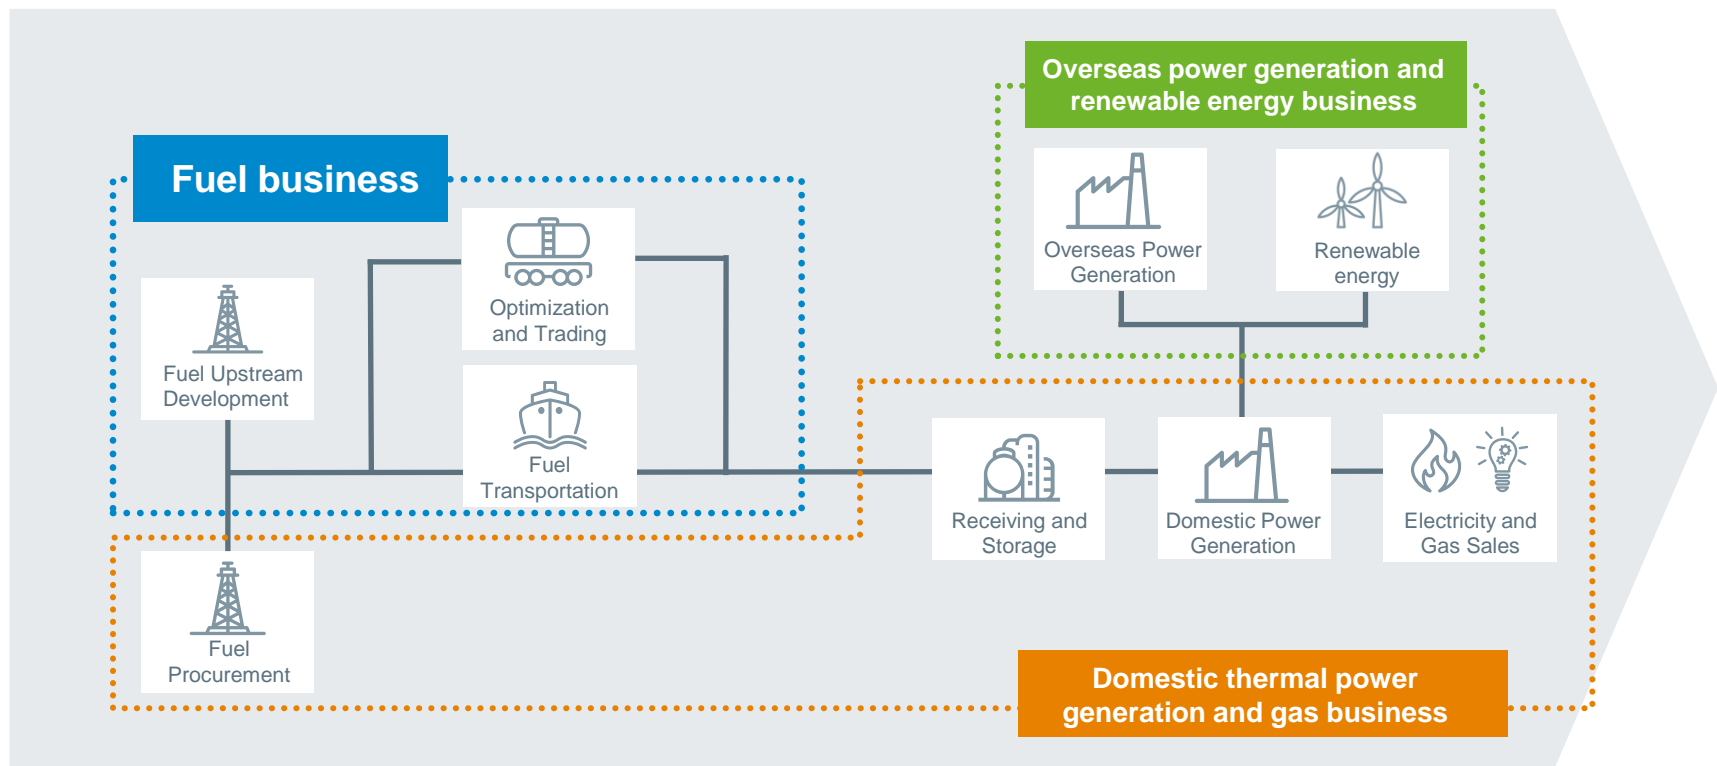 Overseas power generation and
renewable energy business
Fuel business
Overseas Power
Generation
Renewable
energy
Optimization
and Trading
Fuel Upstream
Development
Fuel
Transportation
Receiving and
Storage
Domestic Power
Generation
Electricity and
Gas Sales
Fuel
Procurement
Domestic thermal power
generation and gas business